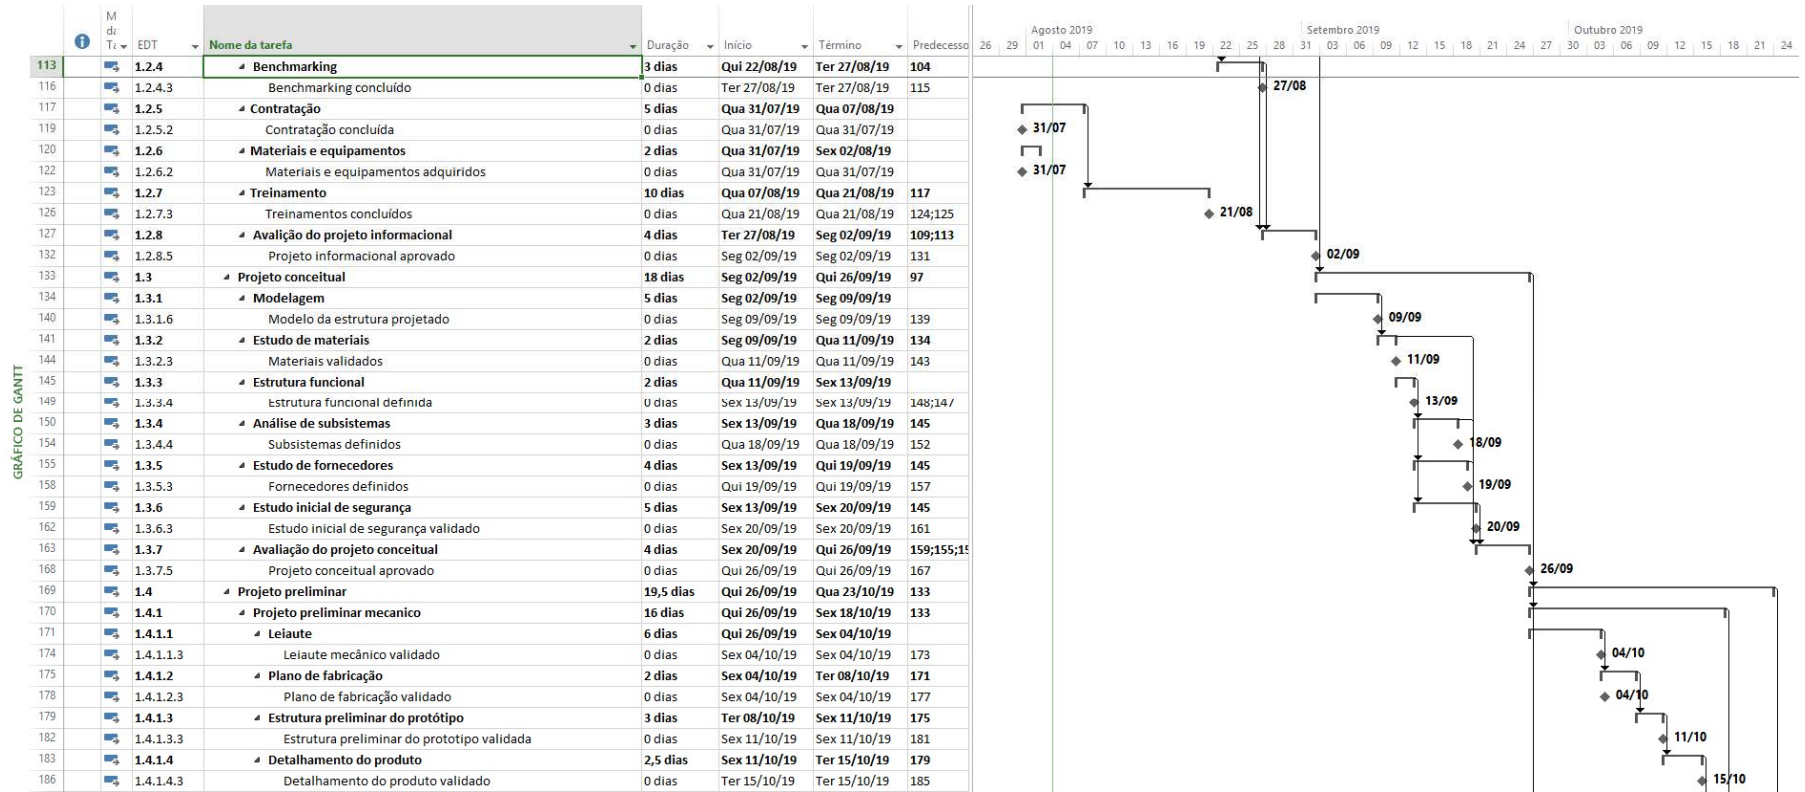 M
da
Ta EDT Nome da tarefa Duração Início Término Predecesso
Agosto 2019 Setembro 2019 Outubro 2019
26 29 01 04 07 10 13 16 19 22 25 28 31 03 06 09 12 15 18 21 24 27 30 03 06 09 12 15 18 21 24
113 1.2.4 Benchmarking 3 dias Qui 22/08/19 Ter 27/08/19 104
116 1.2.4.3 Benchmarking concluído 0 dias Ter 27/08/19 Ter 27/08/19 115 27/08
117 1.2.5 Contratação 5 dias Qua 31/07/19 Qua 07/08/19
119 1.2.5.2 Contratação concluída 0 dias Qua 31/07/19 Qua 31/07/19 31/07
120 1.2.6 Materiais e equipamentos 2 dias Qua 31/07/19 Sex 02/08/19
122 1.2.6.2 Materiais e equipamentos adquiridos 0 dias Qua 31/07/19 Qua 31/07/19 31/07
123 1.2.7 Treinamento 10 dias Qua 07/08/19 Qua 21/08/19 117
126 1.2.7.3 Treinamentos concluídos 0 dias Qua 21/08/19 Qua 21/08/19 124;125 21/08
127 1.2.8 Avalição do projeto informacional 4 dias Ter 27/08/19 Seg 02/09/19 109;113
132 1.2.8.5 Projeto informacional aprovado 0 dias Seg 02/09/19 Seg 02/09/19 131 02/09
133 1.3 Projeto conceitual 18 dias Seg 02/09/19 Qui 26/09/19 97
134 1.3.1 Modelagem 5 dias Seg 02/09/19 Seg 09/09/19
140 1.3.1.6 Modelo da estrutura projetado 0 dias Seg 09/09/19 Seg 09/09/19 139 09/09
141 1.3.2 Estudo de materiais 2 dias Seg 09/09/19 Qua 11/09/19 134
144 1.3.2.3 Materiais validados 0 dias Qua 11/09/19 Qua 11/09/19 143 11/09
145 1.3.3 Estrutura funcional 2 dias Qua 11/09/19 Sex 13/09/19
149 1.3.3.4 Estrutura funcional definida 0 dias Sex 13/09/19 Sex 13/09/19 148;147 13/09
150 1.3.4 Análise de subsistemas 3 dias Sex 13/09/19 Qua 18/09/19 145
154 1.3.4.4 Subsistemas definidos 0 dias Qua 18/09/19 Qua 18/09/19 152 18/09
155 1.3.5 Estudo de fornecedores 4 dias Sex 13/09/19 Qui 19/09/19 145
158 1.3.5.3 Fornecedores definidos 0 dias Qui 19/09/19 Qui 19/09/19 157 19/09
159 1.3.6 Estudo inicial de segurança 5 dias Sex 13/09/19 Sex 20/09/19 145
162 1.3.6.3 Estudo inicial de segurança validado 0 dias Sex 20/09/19 Sex 20/09/19 161 20/09
163 1.3.7 Avaliação do projeto conceitual 4 dias Sex 20/09/19 Qui 26/09/19 159;155;15
168 1.3.7.5 Projeto conceitual aprovado 0 dias Qui 26/09/19 Qui 26/09/19 167 26/09
169 1.4 Projeto preliminar 19,5 dias Qui 26/09/19 Qua 23/10/19 133
170 1.4.1 Projeto preliminar mecanico 16 dias Qui 26/09/19 Sex 18/10/19 133
171 1.4.1.1 Leiaute 6 dias Qui 26/09/19 Sex 04/10/19
174 1.4.1.1.3 Leiaute mecânico validado 0 dias Sex 04/10/19 Sex 04/10/19 173 04/10
175 1.4.1.2 Plano de fabricação 2 dias Sex 04/10/19 Ter 08/10/19 171
178 1.4.1.2.3 Plano de fabricação validado 0 dias Sex 04/10/19 Sex 04/10/19 177 04/10
179 1.4.1.3 Estrutura preliminar do protótipo 3 dias Ter 08/10/19 Sex 11/10/19 175
182 1.4.1.3.3 Estrutura preliminar do prototipo validada 0 dias Sex 11/10/19 Sex 11/10/19 181 11/10
183 1.4.1.4 Detalhamento do produto 2,5 dias Sex 11/10/19 Ter 15/10/19 179
186 1.4.1.4.3 Detalhamento do produto validado 0 dias Ter 15/10/19 Ter 15/10/19 185 15/10
GRÁFICO DE GANTT